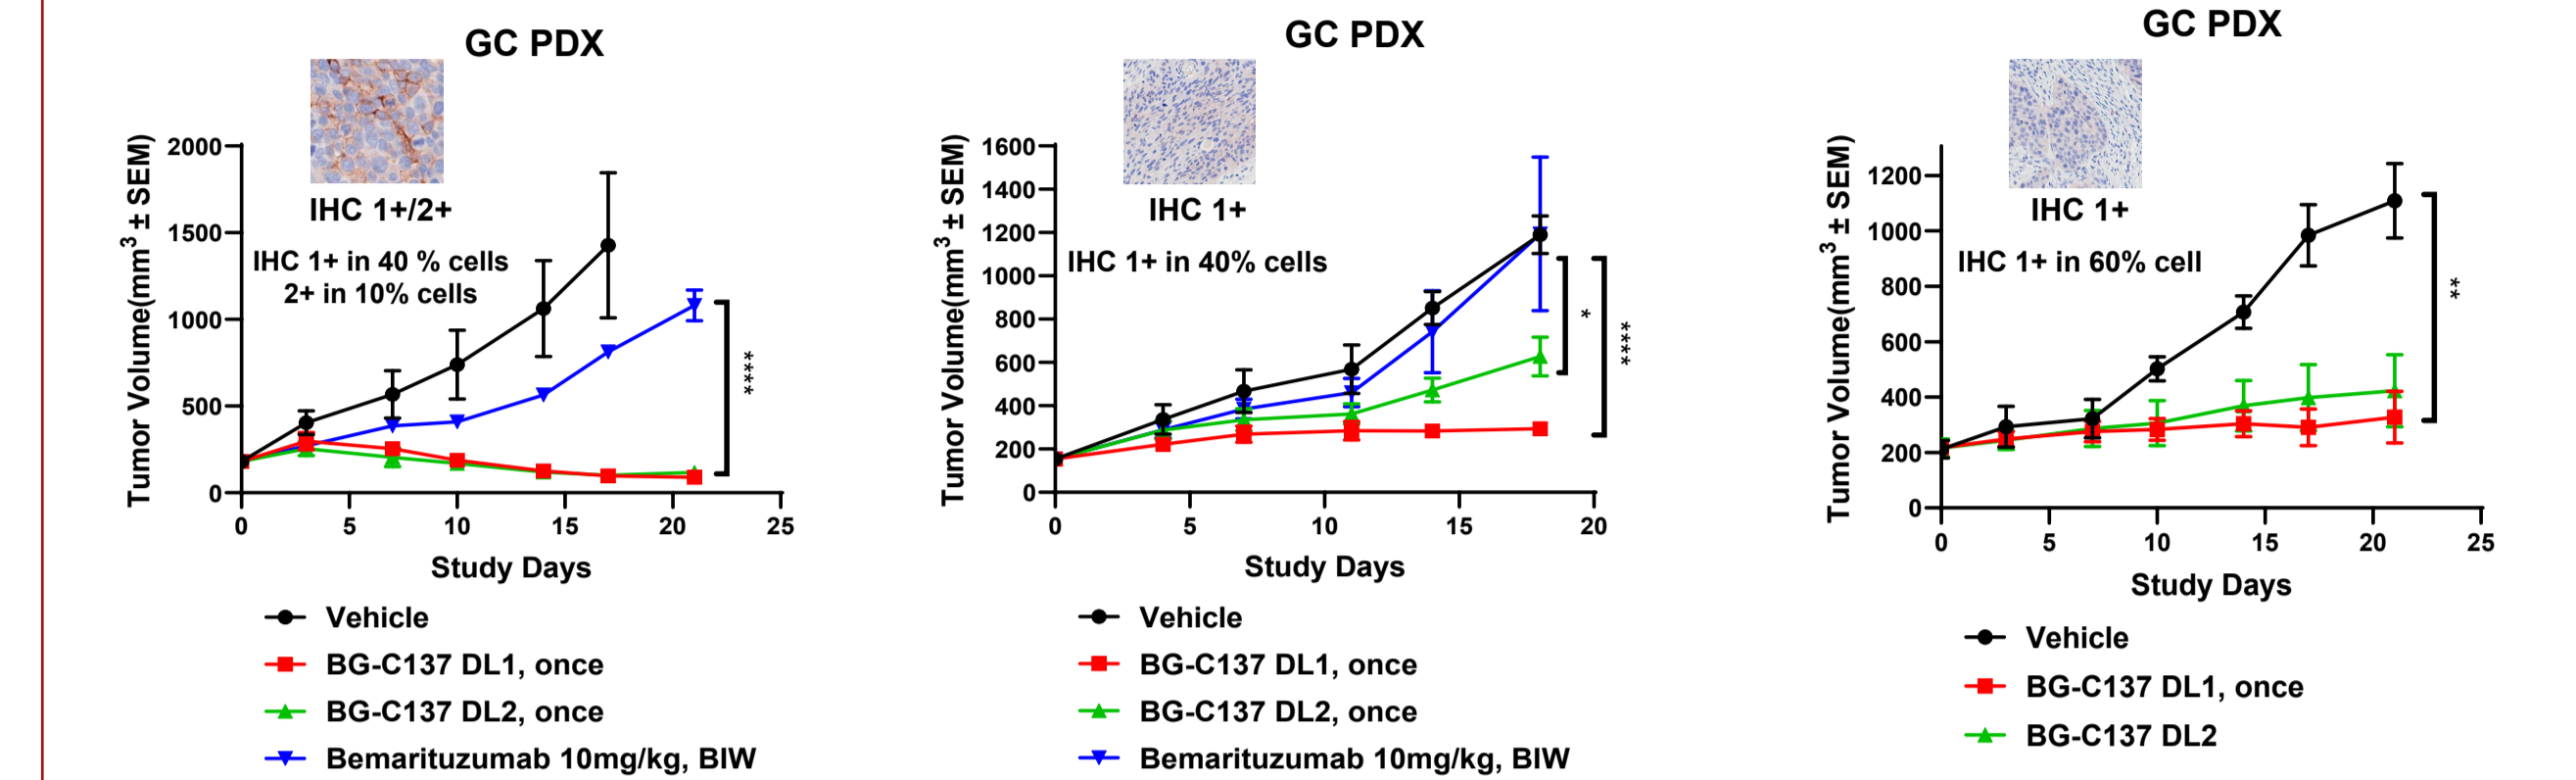 GC PDX
IHC 1+/2+
IHC 1+ in 40 % cells
2+ in 10% cells
Tumor Volume(mm³ ± SEM)
2000
1500
1000
500
0
0 5 10 15 20 25
Study Days
****
Vehicle
BG-C137 DL1, once
BG-C137 DL2, once
Bemarituzumab 10mg/kg, BIW
GC PDX
IHC 1+
IHC 1+ in 40% cells
Tumor Volume(mm³ ± SEM)
1600
1400
1200
1000
800
600
400
200
0
0 5 10 15 20
Study Days
*
****
Vehicle
BG-C137 DL1, once
BG-C137 DL2, once
Bemarituzumab 10mg/kg, BIW
GC PDX
IHC 1+
IHC 1+ in 60% cell
Tumor Volume(mm³ ± SEM)
1200
1000
800
600
400
200
0
0 5 10 15 20 25
Study Days
**
Vehicle
BG-C137 DL1, once
BG-C137 DL2